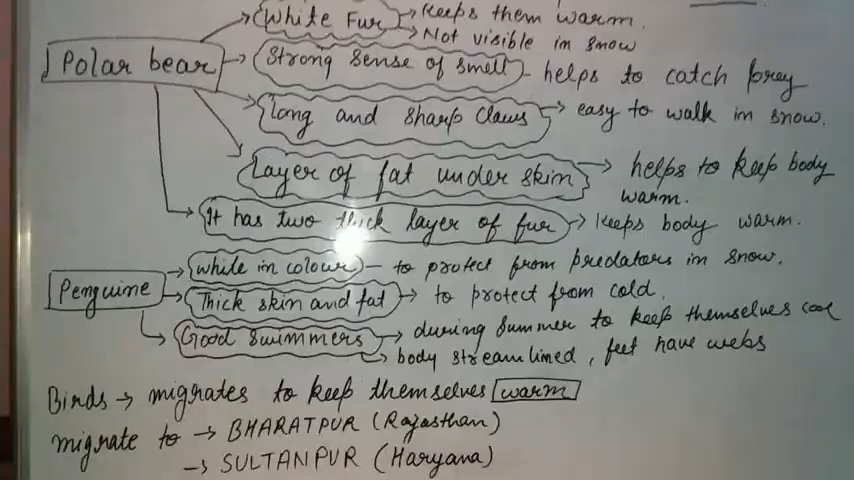 White Fur → Keeps them warm.
→ Not visible in snow
Polar bear → Strong sense of smell - helps to catch prey
Long and sharp claws → easy to walk in snow.
Layer of fat under skin → helps to keep body
warm.
It has two thick layer of fur → keeps body warm.
Penguine → white in colour - to protect from predators in snow.
→ Thick skin and fat → to protect from cold.
Good swimmers → during summer to keep themselves cool
→ body streamlined, feet have webs
Birds → migrates to keep themselves warm
migrate to → BHARATPUR (Rajasthan)
→ SULTANPUR (Haryana)